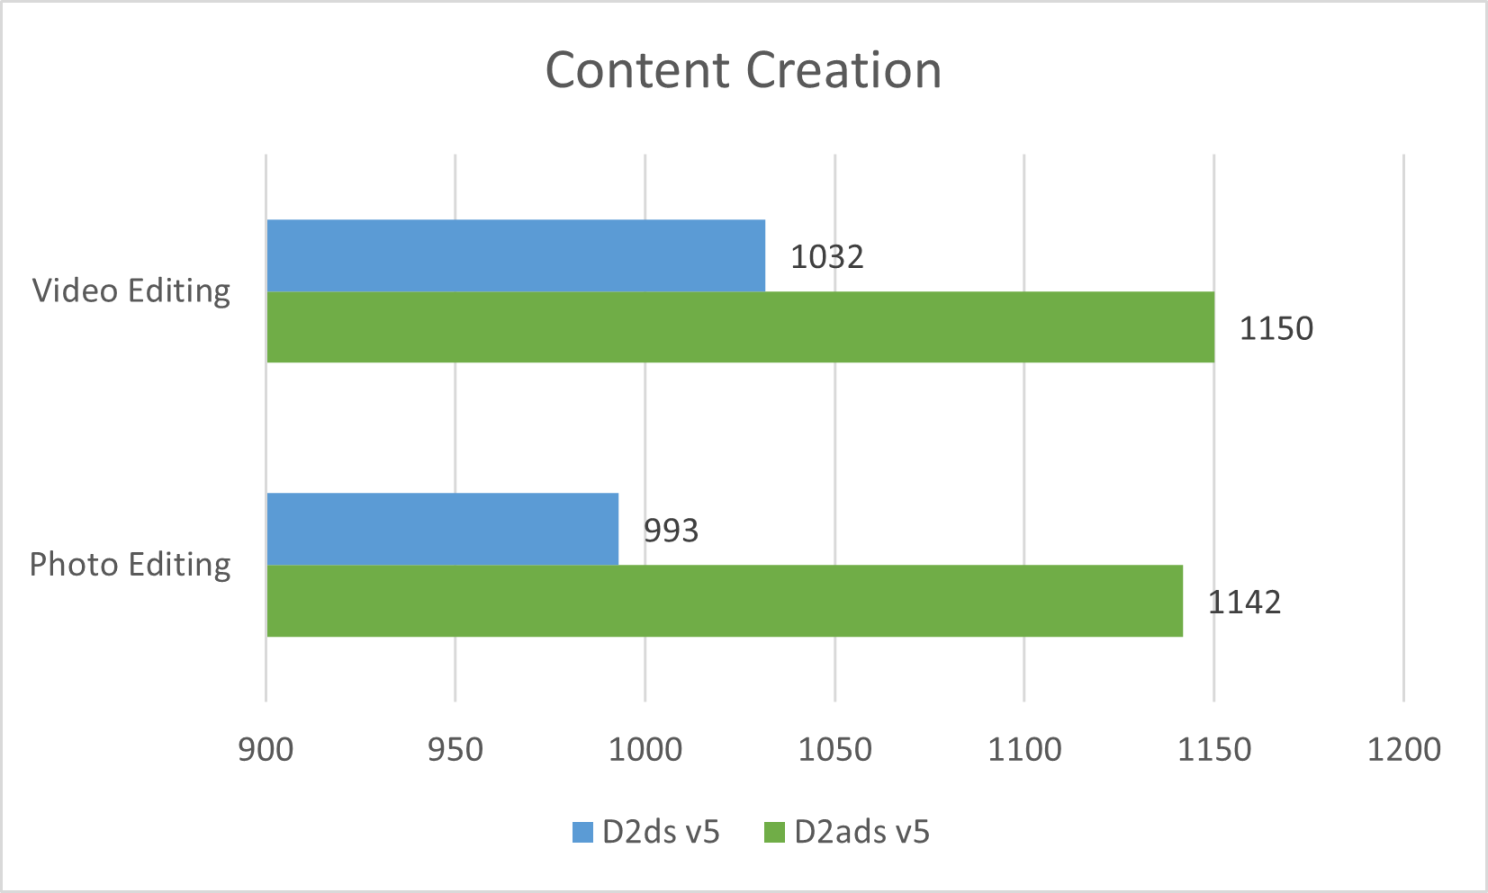 Content Creation
Video Editing
1032
1150
Photo Editing
993
1142
900 950 1000 1050 1100 1150 1200
D2ds v5 D2ads v5